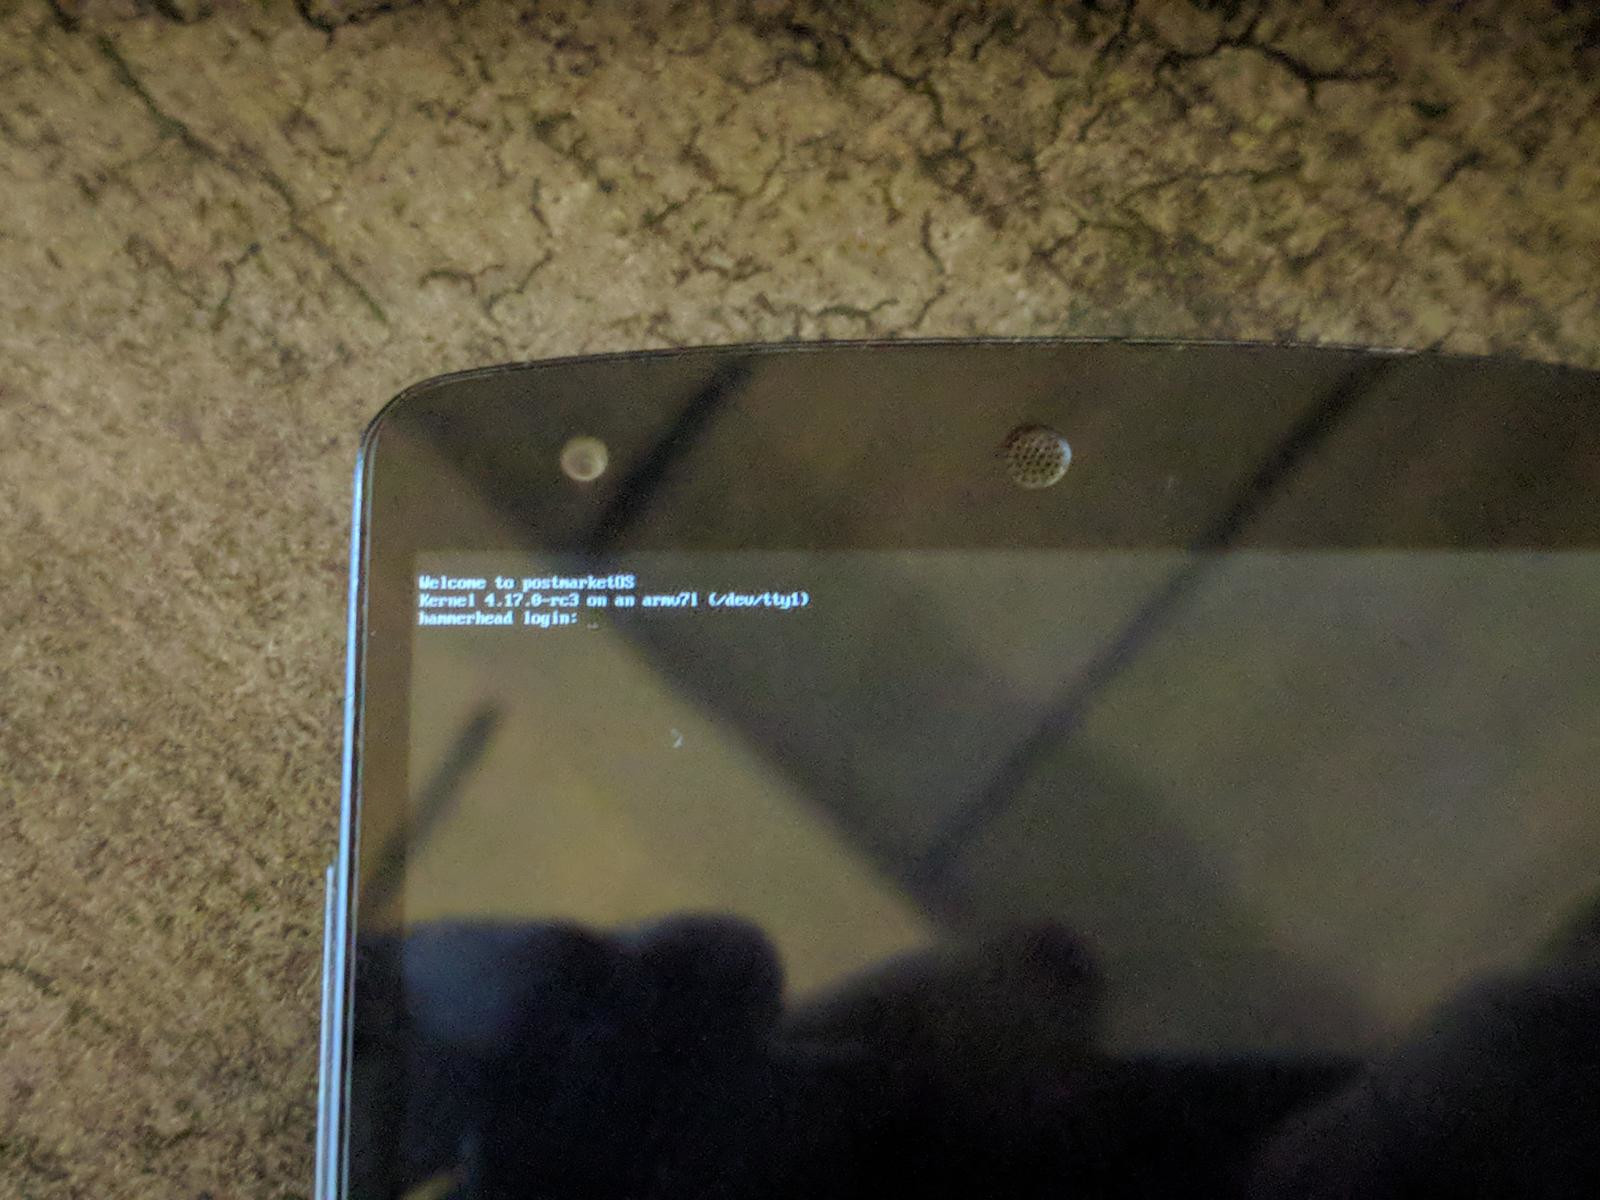 Welcome to postmarketOS
Kernel 4.17.0-rc3 on an armv7l (/dev/tty1)
hammerhead login: _